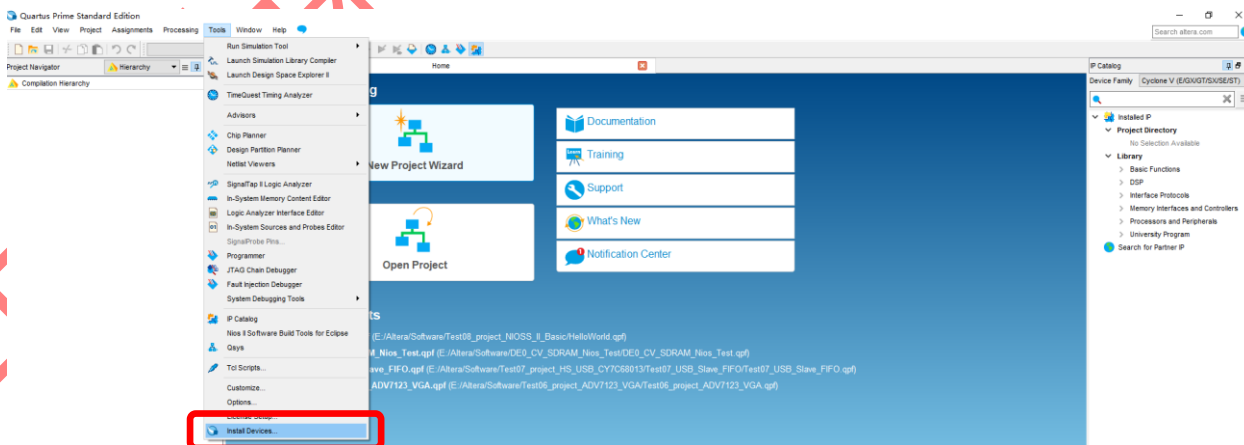 Quartus Prime Standard Edition
File Edit View Project Assignments Processing Tools Window Help
Search altera.com
Project Navigator
Hierarchy
Compilation Hierarchy
Run Simulation Tool
Launch Simulation Library Compiler
Launch Design Space Explorer II
TimeQuest Timing Analyzer
Advisors
Chip Planner
Design Partition Planner
Netlist Viewers
SignalTap II Logic Analyzer
In-System Memory Content Editor
Logic Analyzer Interface Editor
In-System Sources and Probes Editor
SignalProbe Pins...
Programmer
JTAG Chain Debugger
Fault Injection Debugger
System Debugging Tools
IP Catalog
Nios II Software Build Tools for Eclipse
Qsys
Tcl Scripts...
Customize...
Options...
License Setup...
Install Devices...
Home
g
New Project Wizard
Open Project
Documentation
Training
Support
What's New
Notification Center
ts
(E:/Altera/Software/Test08_project_NIOSS_II_Basic/HelloWorld.qpf)
M_Nios_Test.qpf (E:/Altera/Software/DE0_CV_SDRAM_Nios_Test/DE0_CV_SDRAM_Nios_Test.qpf)
ave_FIFO.qpf (E:/Altera/Software/Test07_project_HS_USB_CY7C68013/Test07_USB_Slave_FIFO/Test07_USB_Slave_FIFO.qpf)
ADV7123_VGA.qpf (E:/Altera/Software/Test06_project_ADV7123_VGA/Test06_project_ADV7123_VGA.qpf)
IP Catalog
Device Family Cyclone V (E/GX/GT/SX/SE/ST)
Installed IP
Project Directory
No Selection Available
Library
Basic Functions
DSP
Interface Protocols
Memory Interfaces and Controllers
Processors and Peripherals
University Program
Search for Partner IP